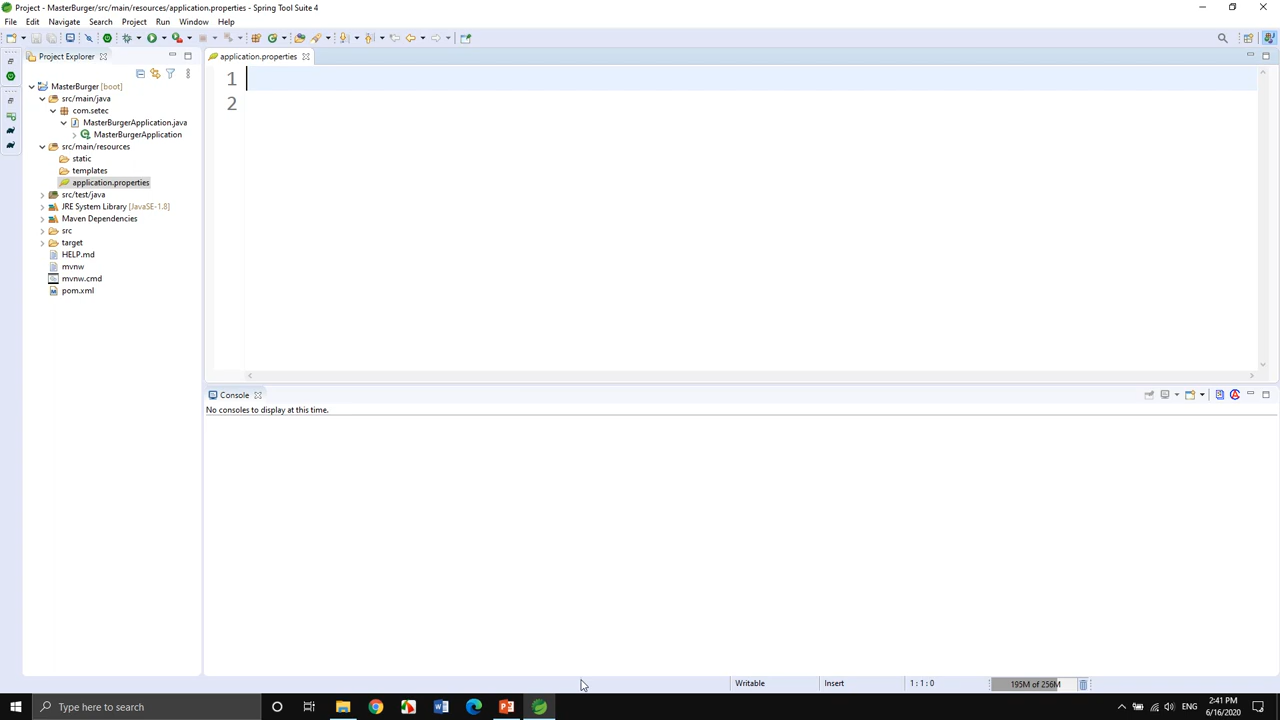 Project - MasterBurger/src/main/resources/application.properties - Spring Tool Suite 4
File Edit Navigate Search Project Run Window Help
Project Explorer
application.properties
MasterBurger [boot]
src/main/java
com.setec
MasterBurgerApplication.java
MasterBurgerApplication
src/main/resources
static
templates
application.properties
src/test/java
JRE System Library [JavaSE-1.8]
Maven Dependencies
src
target
HELP.md
mvnw
mvnw.cmd
pom.xml
1
2
Console
No consoles to display at this time.
Writable Insert 1 : 1 : 0 195M of 256M
Type here to search
ENG
2:41 PM
6/16/2020